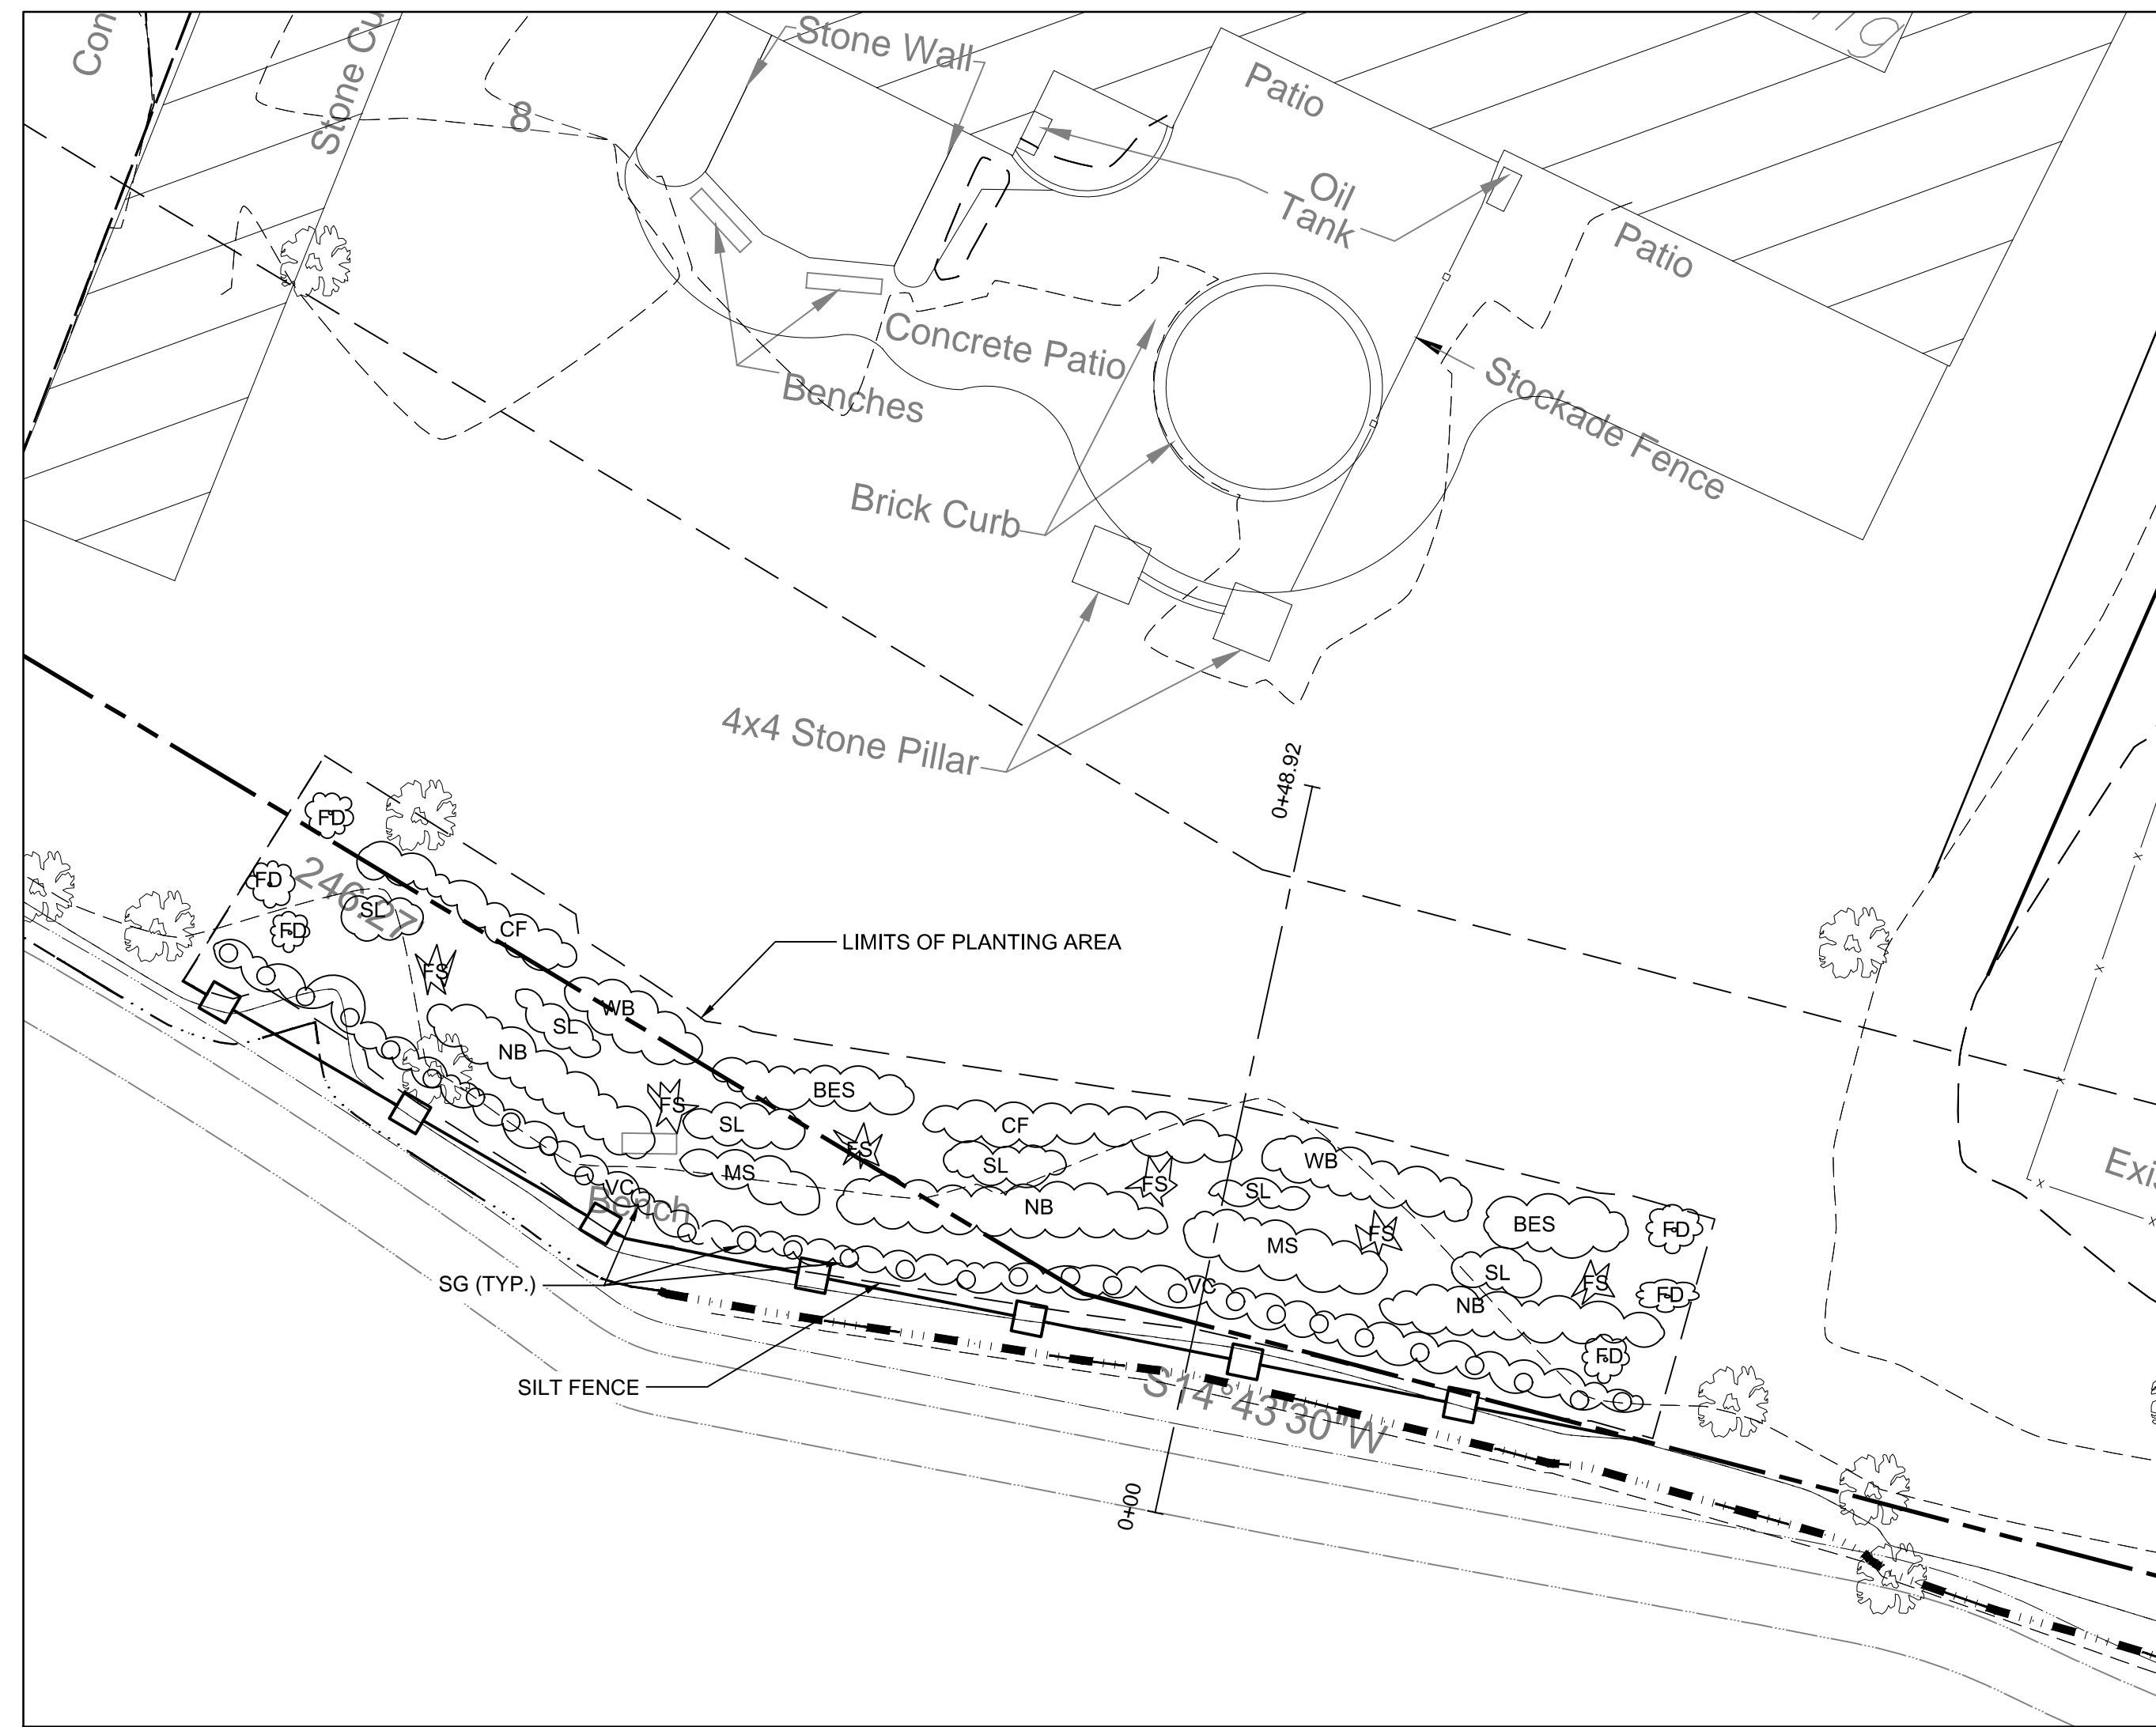 Stone Wall
Patio
8
Oil
Tank
Patio
Concrete Patio
Benches
Stockade Fence
Brick Curb
4x4 Stone Pillar
0+48.92
FD
FD
246.27
SL
FD
CF
LIMITS OF PLANTING AREA
FS
WB
SL
NB
BES
FS
SL
CF
FS
SL
WB
MS
FS
SL
VC
Bench
NB
BES
FD
FS
MS
SL
FS
VC
FD
NB
SG (TYP.)
FD
SILT FENCE
S 14°43'30"W
0+00